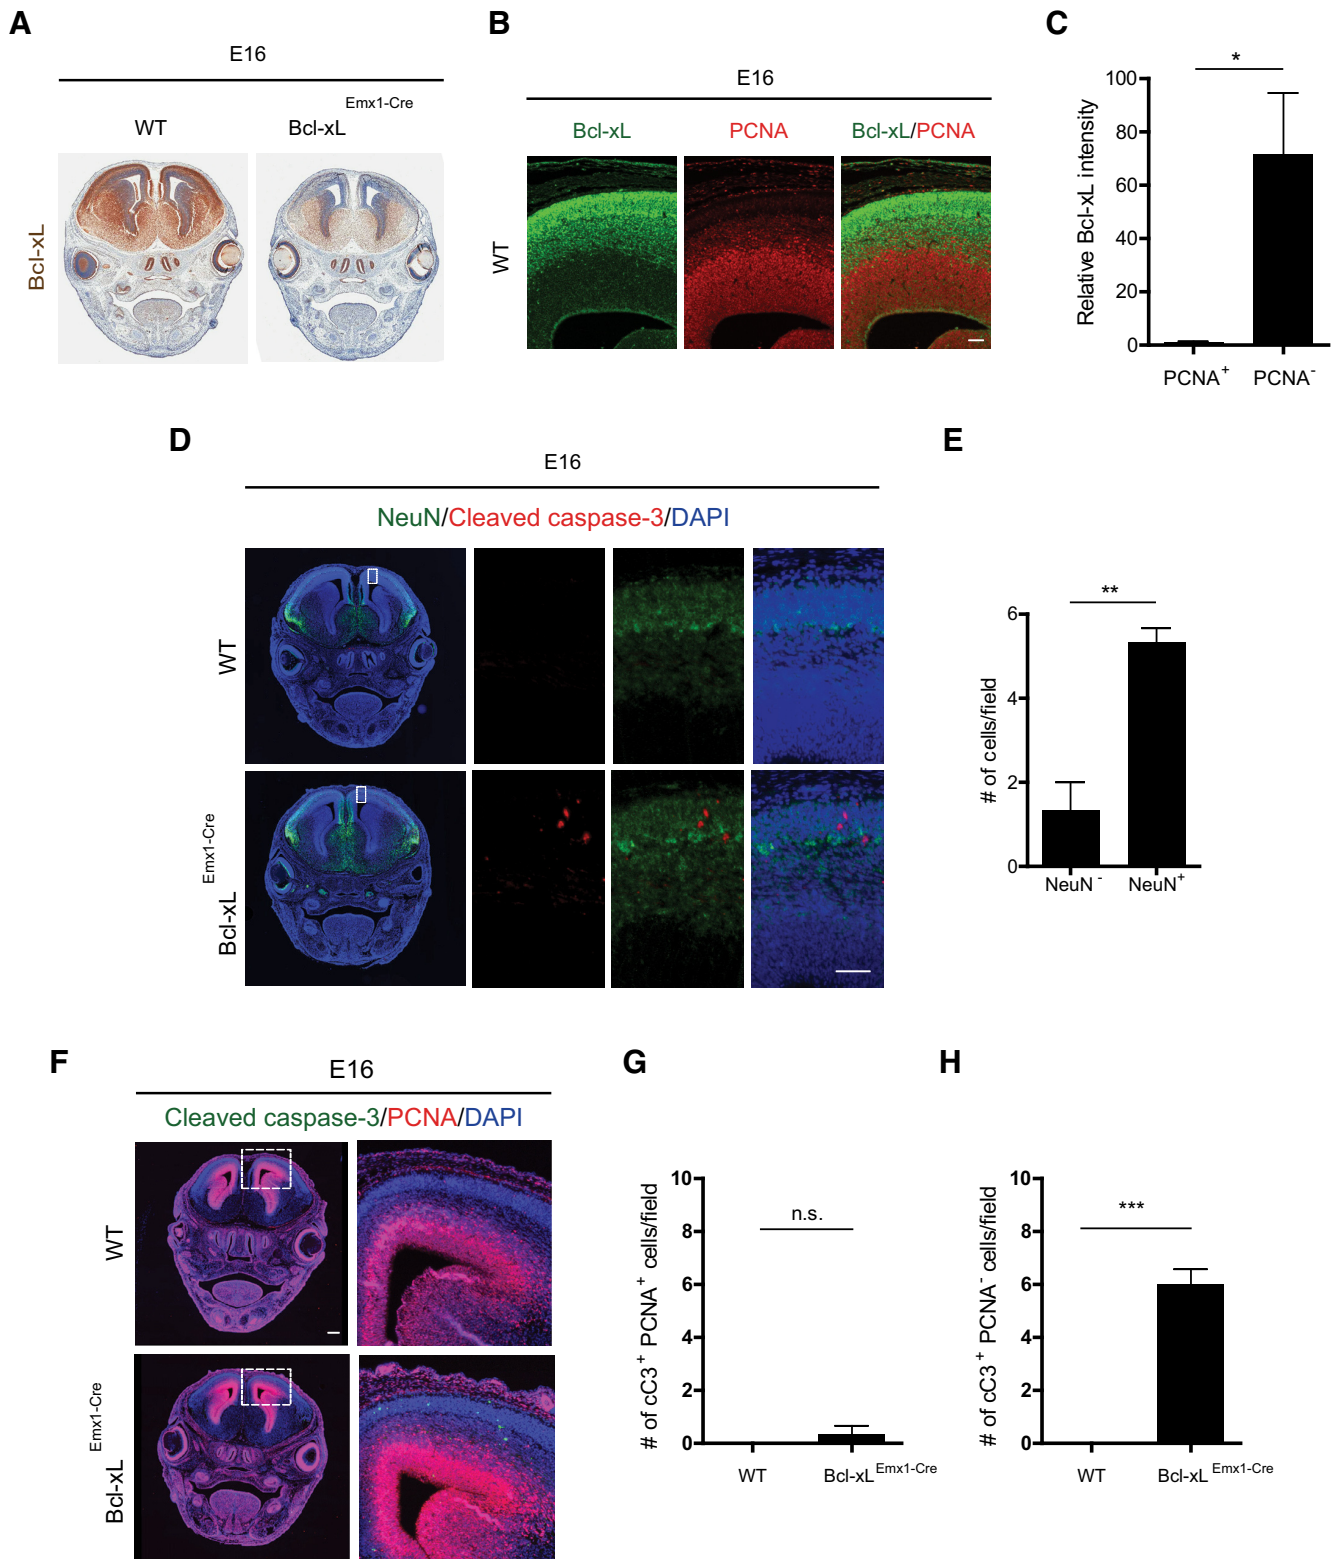 A
E16
WT
Bcl-xL Emx1-Cre
Bcl-xL
B
E16
Bcl-xL
PCNA
Bcl-xL/PCNA
WT
C
*
Relative Bcl-xL intensity
100
80
60
40
20
0
PCNA+
PCNA-
D
E16
NeuN/Cleaved caspase-3/DAPI
WT
Bcl-xL Emx1-Cre
E
**
# of cells/field
6
4
2
0
NeuN -
NeuN+
F
E16
Cleaved caspase-3/PCNA/DAPI
WT
Bcl-xL Emx1-Cre
G
n.s.
# of cC3+ PCNA+ cells/field
10
8
6
4
2
0
WT
Bcl-xL Emx1-Cre
H
***
# of cC3+ PCNA- cells/field
10
8
6
4
2
0
WT
Bcl-xL Emx1-Cre